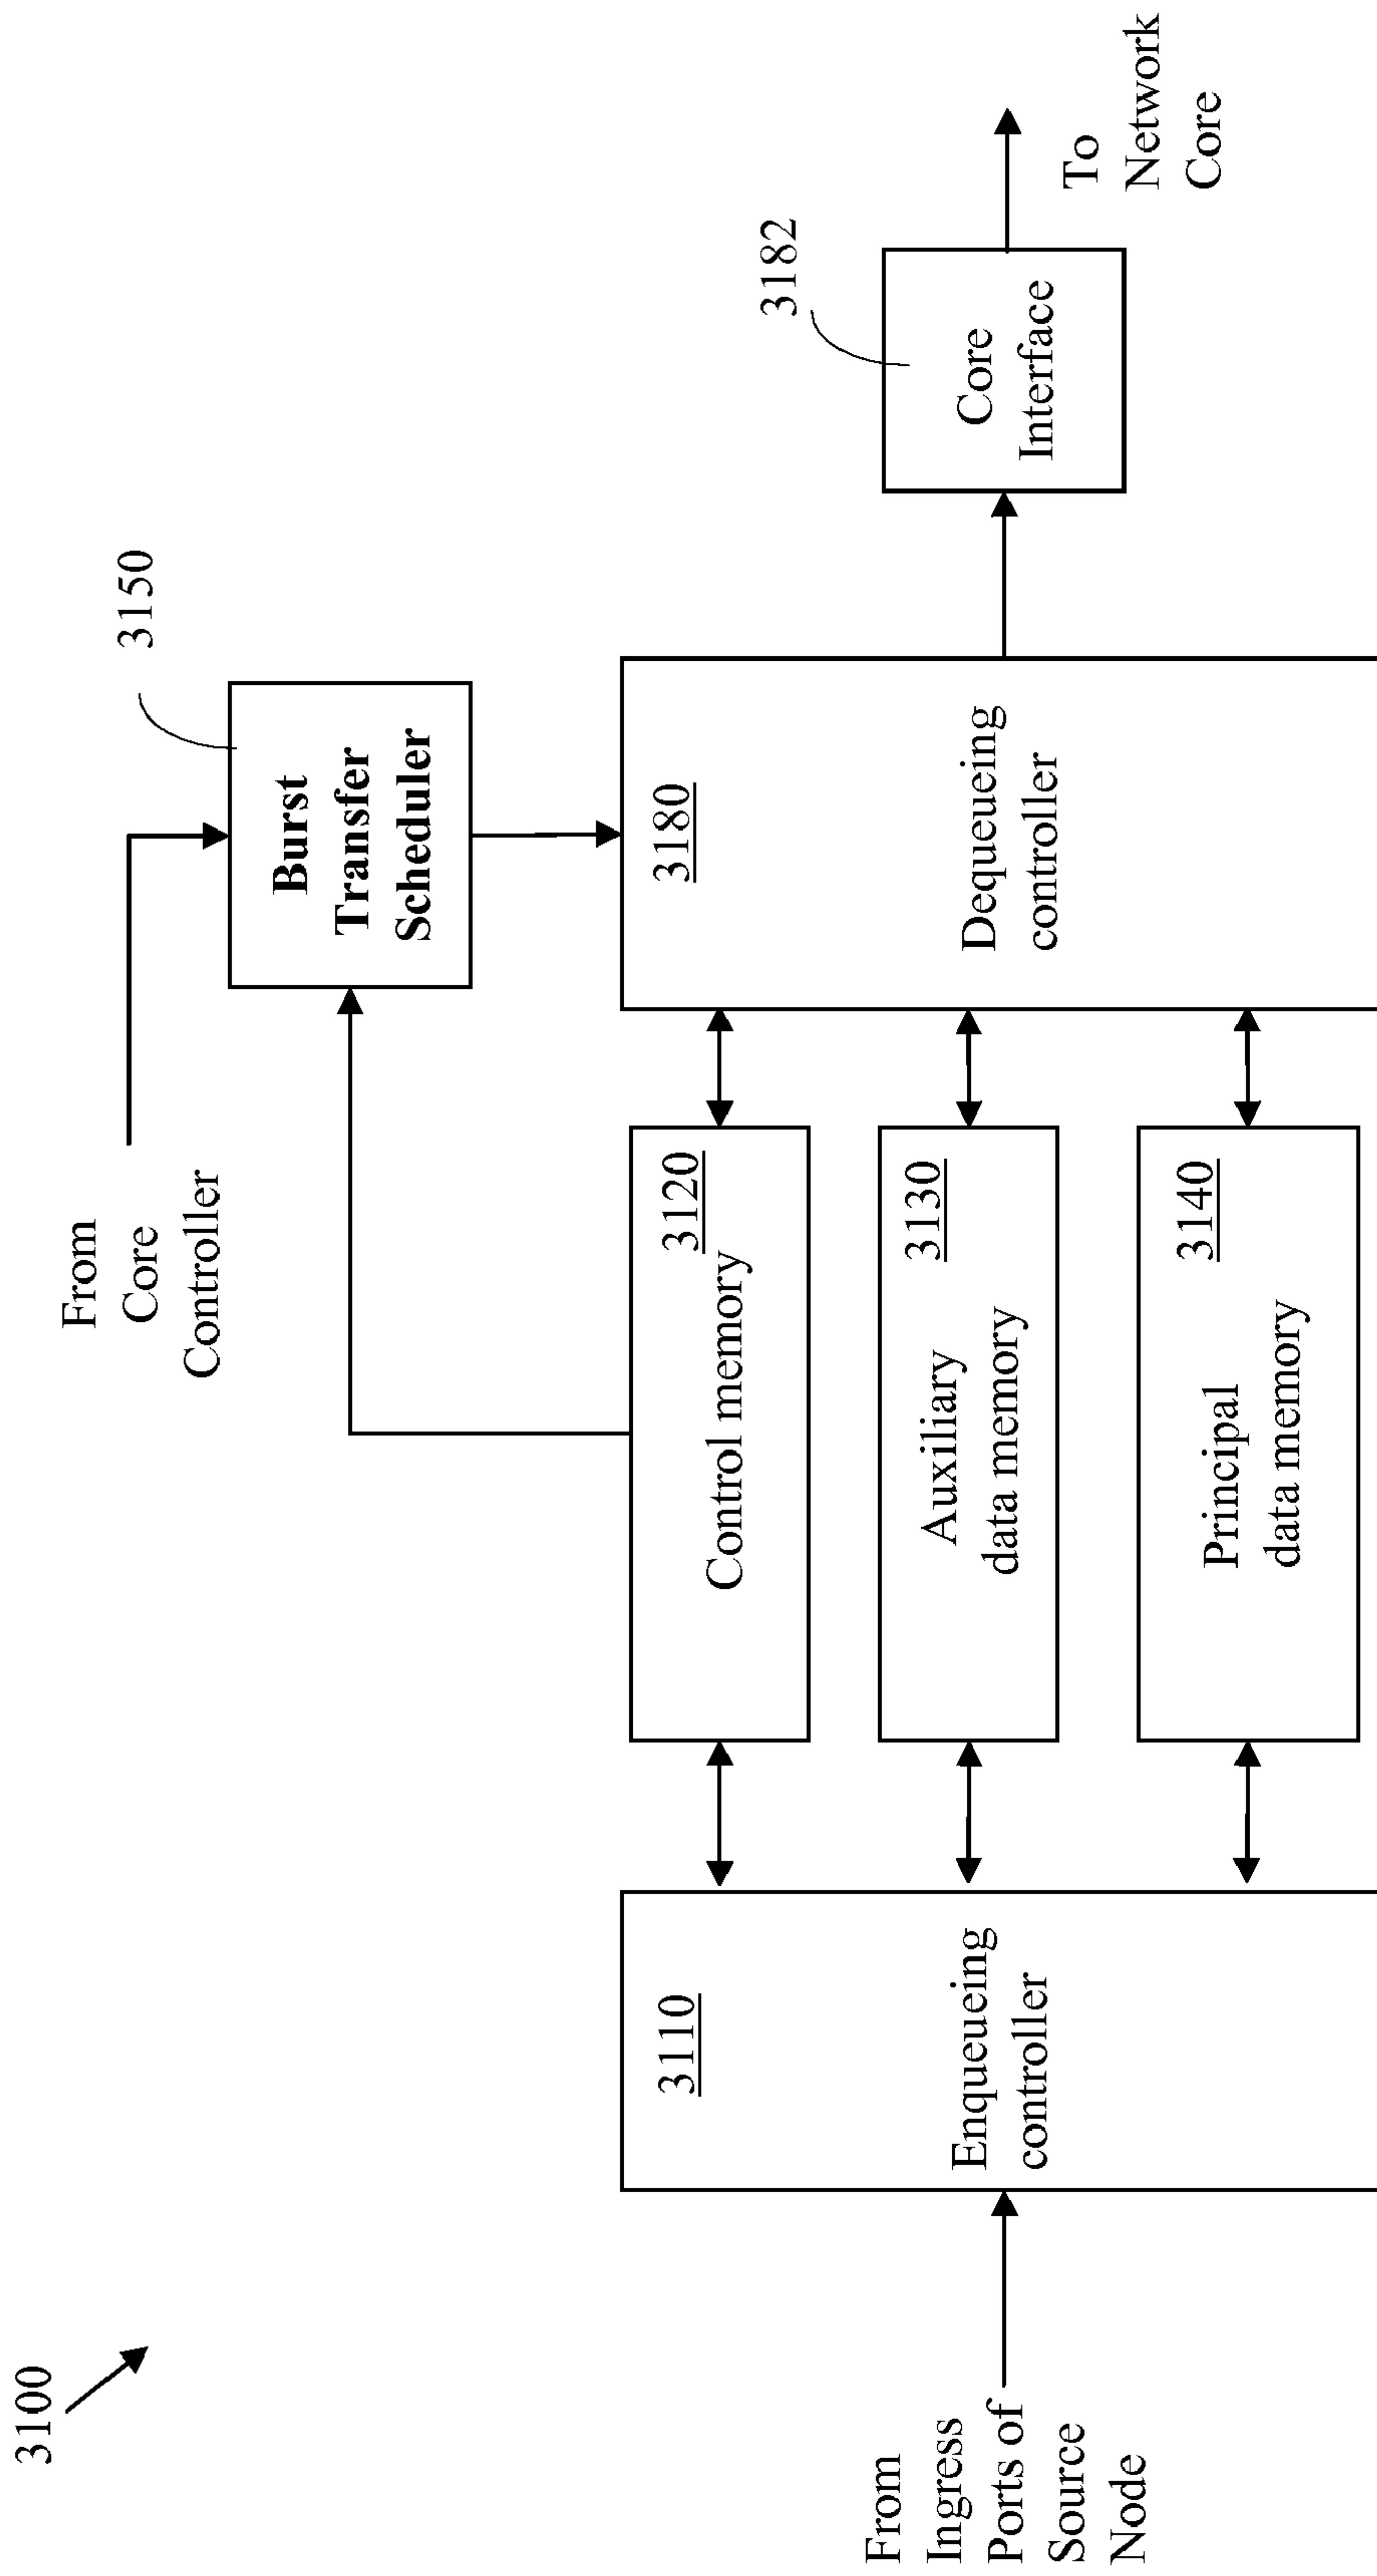 3100
From
Core
Controller
3150
Burst
Transfer
Scheduler
3182
3110
Enqueueing
controller
3120
Control memory
3130
Auxiliary
data memory
3140
Principal
data memory
3180
Dequeueing
controller
Core
Interface
To
Network
Core
From
Ingress
Ports of
Source
Node